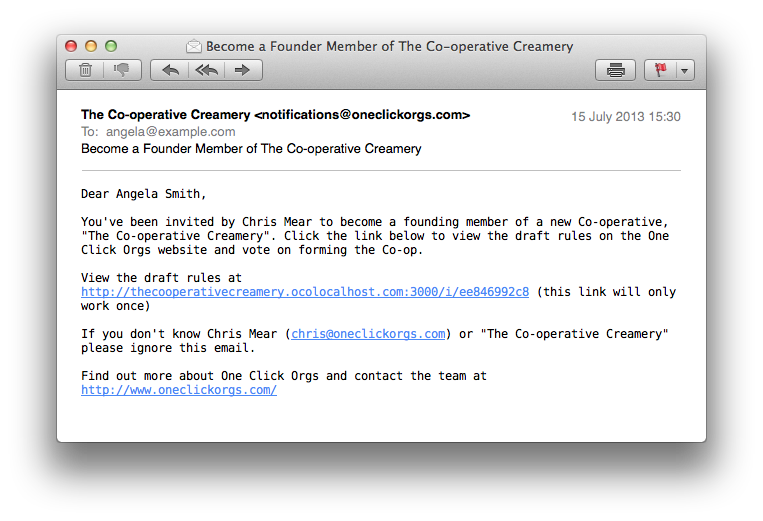 Become a Founder Member of The Co-operative Creamery
The Co-operative Creamery <notifications@oneclickorgs.com>
15 July 2013 15:30
To: angela@example.com
Become a Founder Member of The Co-operative Creamery
Dear Angela Smith,
You've been invited by Chris Mear to become a founding member of a new Co-operative,
"The Co-operative Creamery". Click the link below to view the draft rules on the One
Click Orgs website and vote on forming the Co-op.
View the draft rules at
http://thecooperativecreamery.ocolocalhost.com:3000/i/ee846992c8 (this link will only
work once)
If you don't know Chris Mear (chris@oneclickorgs.com) or "The Co-operative Creamery"
please ignore this email.
Find out more about One Click Orgs and contact the team at
http://www.oneclickorgs.com/